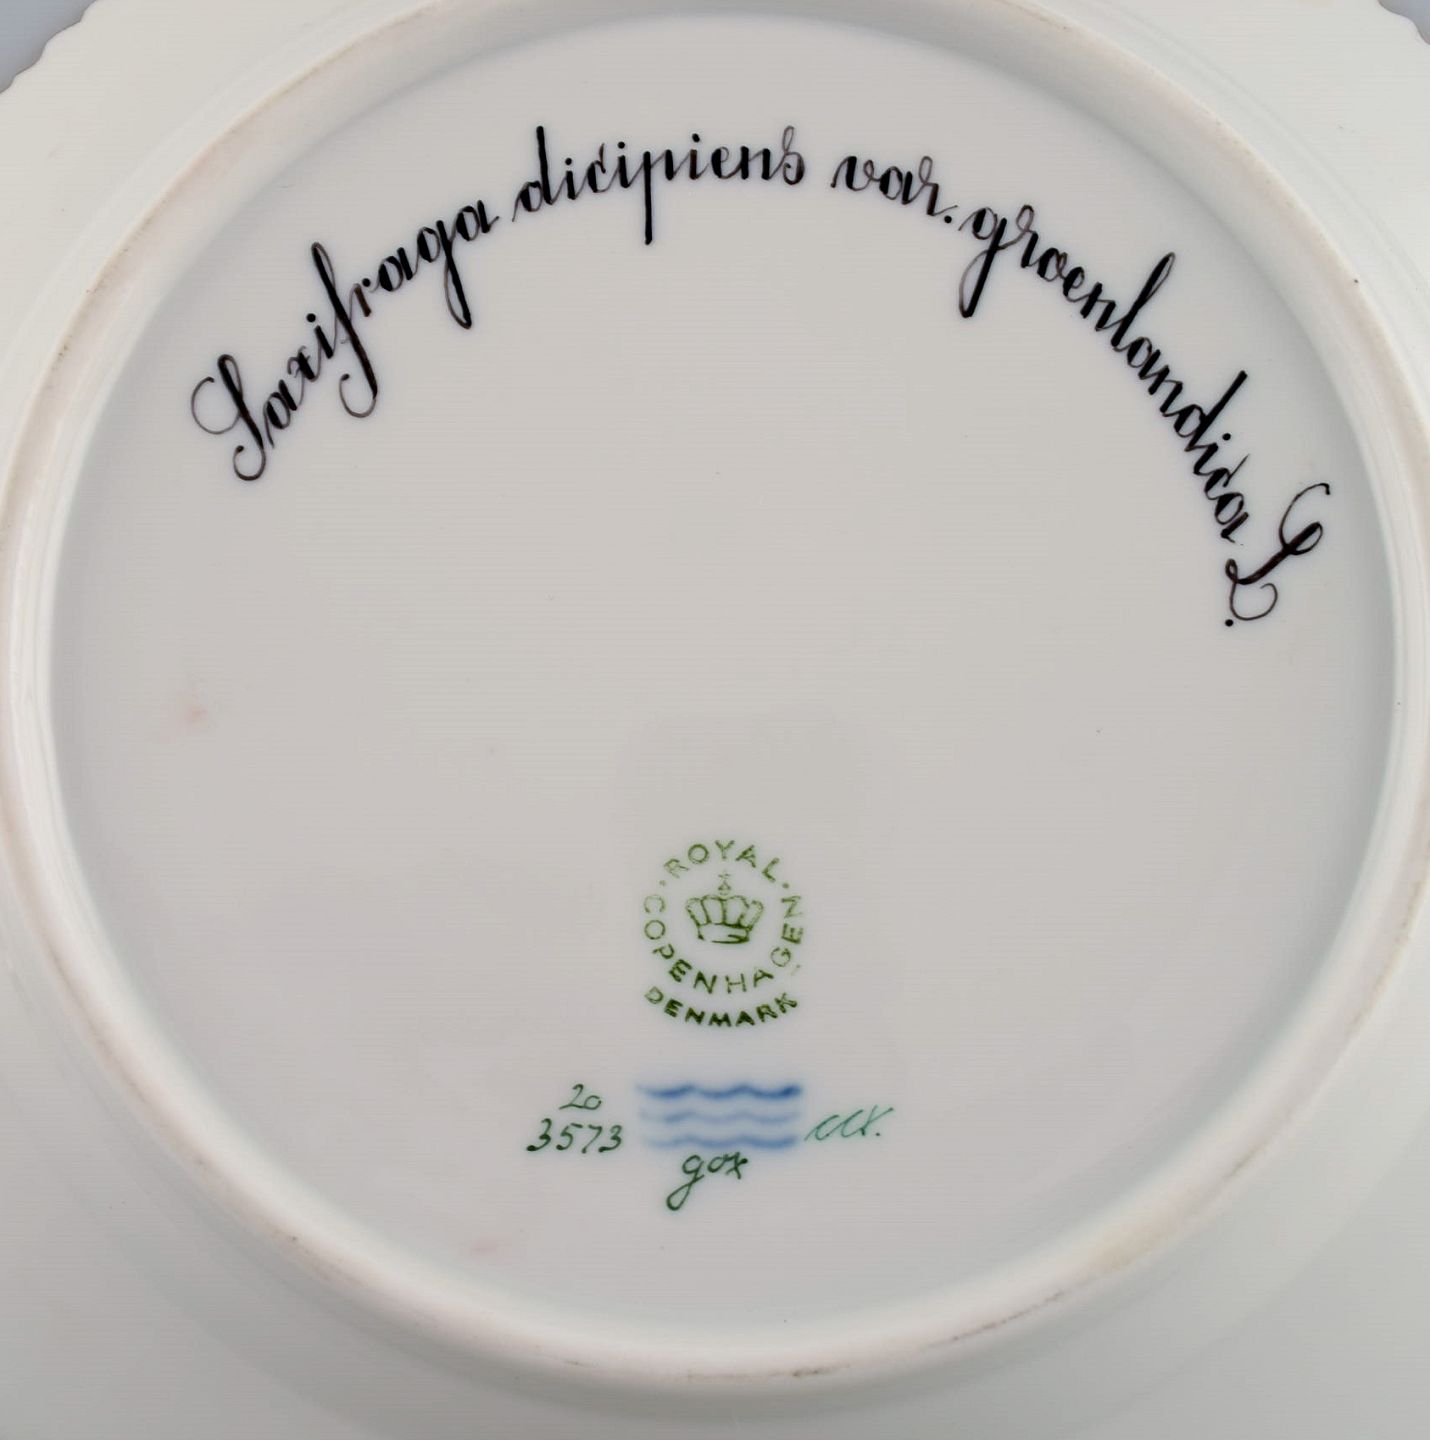 Saxifraga dicipiens var. groenlandica L.
ROYAL
COPENHAGEN
DENMARK
20
3573
gox